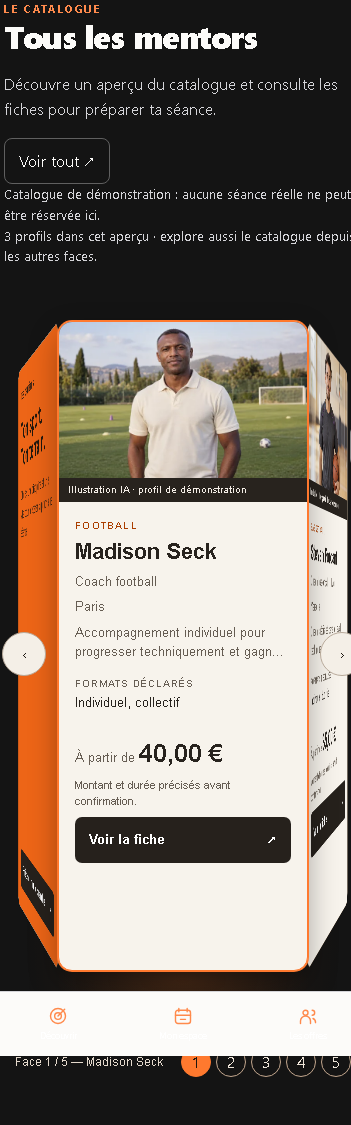 LE CATALOGUE
Tous les mentors
Découvre un aperçu du catalogue et consulte les
fiches pour préparer ta séance.
Voir tout ↗
Catalogue de démonstration : aucune séance réelle ne peut
être réservée ici.
3 profils dans cet aperçu · explore aussi le catalogue depuis
les autres faces.
Illustration IA · profil de démonstration
FOOTBALL
Madison Seck
Coach football
Paris
Accompagnement individuel pour
progresser techniquement et gagn...
FORMATS DÉCLARÉS
Individuel, collectif
À partir de 40,00 €
Montant et durée précisés avant
confirmation.
Voir la fiche ↗
‹
›
Face 1 / 5 — Madison Seck
1 2 3 4 5